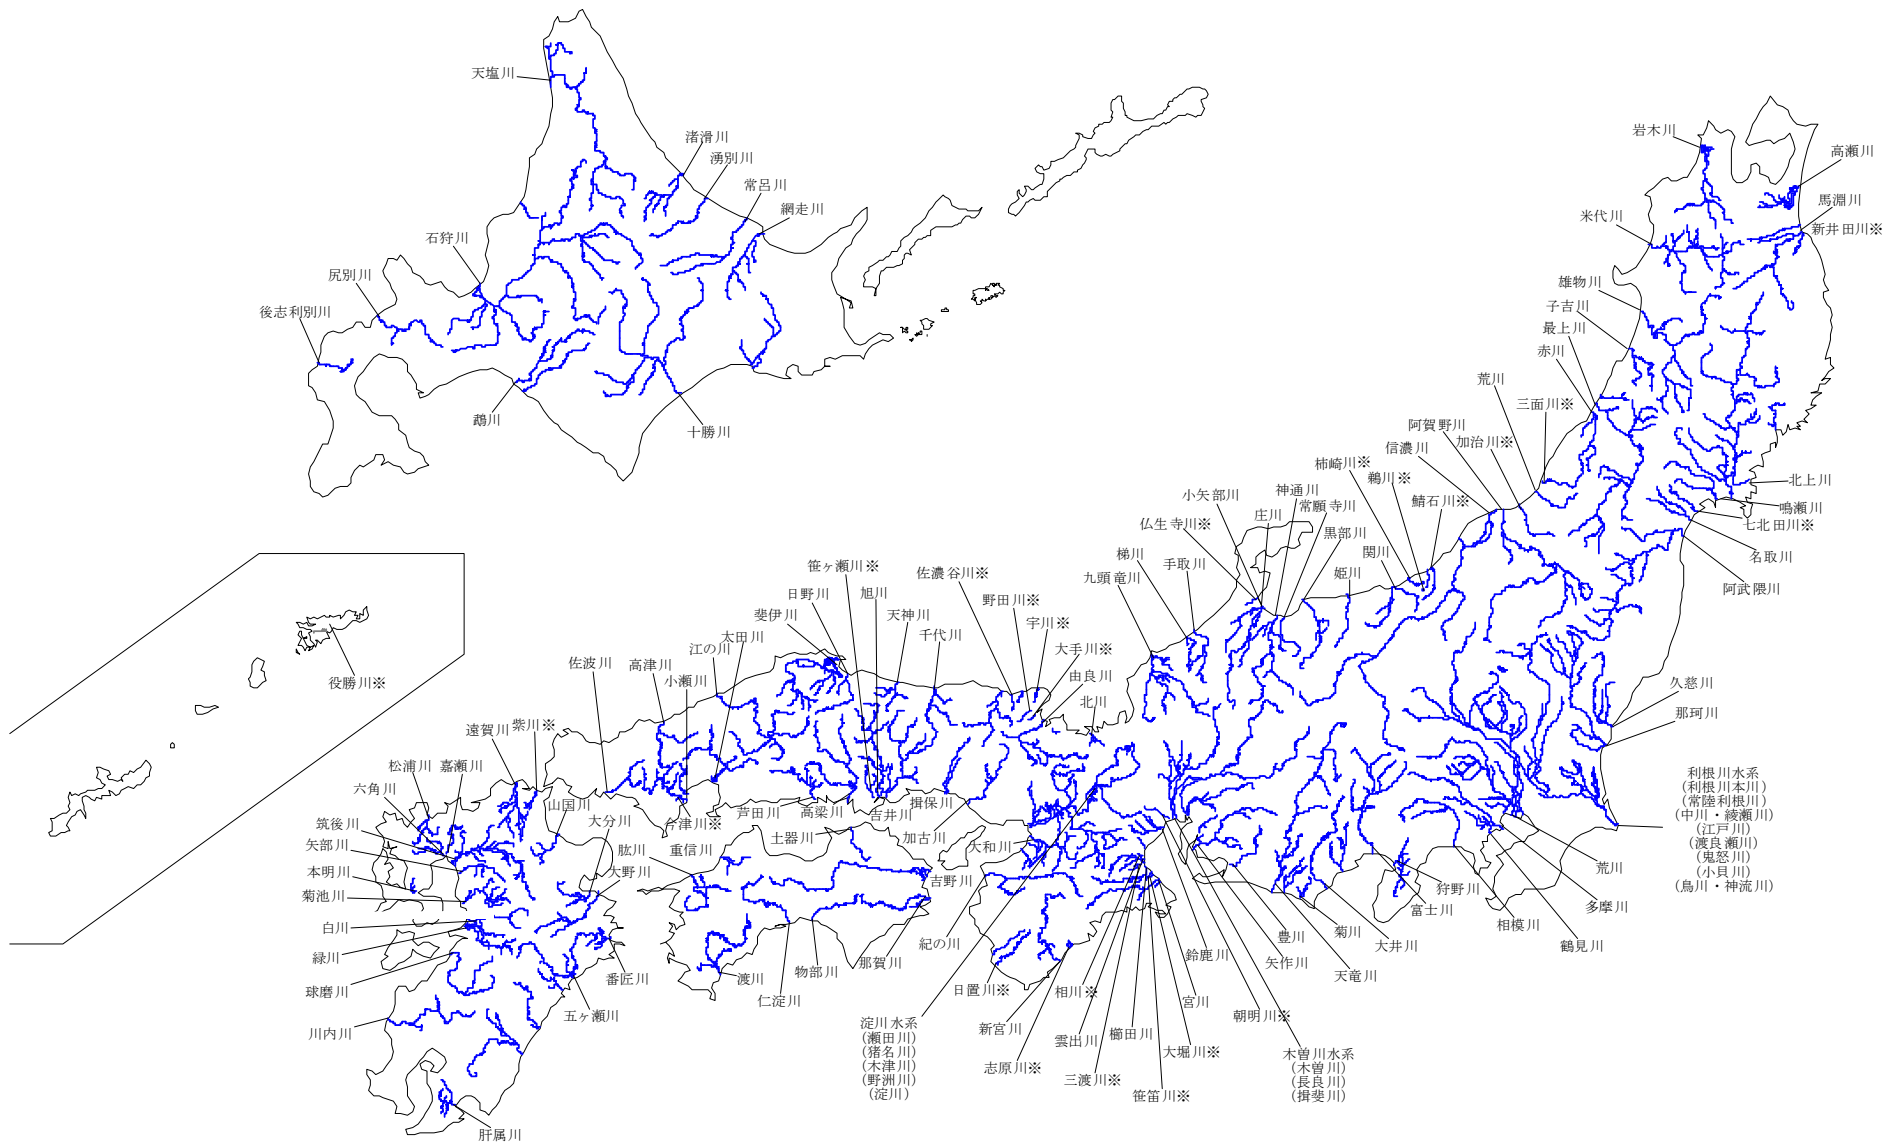 天塩川
渚滑川
湧別川
常呂川
網走川
石狩川
尻別川
後志利別川
鵡川
十勝川
岩木川
高瀬川
馬淵川
新井田川※
米代川
雄物川
子吉川
最上川
赤川
荒川
三面川※
阿賀野川
加治川※
信濃川
柿崎川※
鵜川※
鯖石川※
北上川
鳴瀬川
七北田川※
名取川
阿武隈川
小矢部川
神通川
庄川
常願寺川
仏生寺川※
黒部川
関川
姫川
梯川
手取川
九頭竜川
笹ヶ瀬川※
佐濃谷川※
日野川
旭川
野田川※
斐伊川
天神川
宇川※
太田川
千代川
大手川※
江の川
由良川
佐波川
高津川
小瀬川
北川
役勝川※
久慈川
那珂川
遠賀川
紫川※
松浦川
嘉瀬川
六角川
筑後川
矢部川
本明川
菊池川
白川
緑川
球磨川
川内川
肝属川
山国川
大分川
大野川
番匠川
五ヶ瀬川
今津川※
芦田川
高梁川
吉井川
揖保川
加古川
大和川
重信川
土器川
肱川
吉野川
渡川
仁淀川
物部川
那賀川
紀の川
日置川※
新宮川
志原川※
相川※
雲出川
三渡川※
櫛田川
笹笛川※
大堀川※
宮川
鈴鹿川
朝明川※
淀川水系
(瀬田川)
(猪名川)
(木津川)
(野洲川)
(淀川)
木曽川水系
(木曽川)
(長良川)
(揖斐川)
豊川
矢作川
天竜川
菊川
大井川
富士川
狩野川
相模川
鶴見川
多摩川
荒川
利根川水系
(利根川本川)
(常陸利根川)
(中川・綾瀬川)
(江戸川)
(渡良瀬川)
(鬼怒川)
(小貝川)
(烏川・神流川)